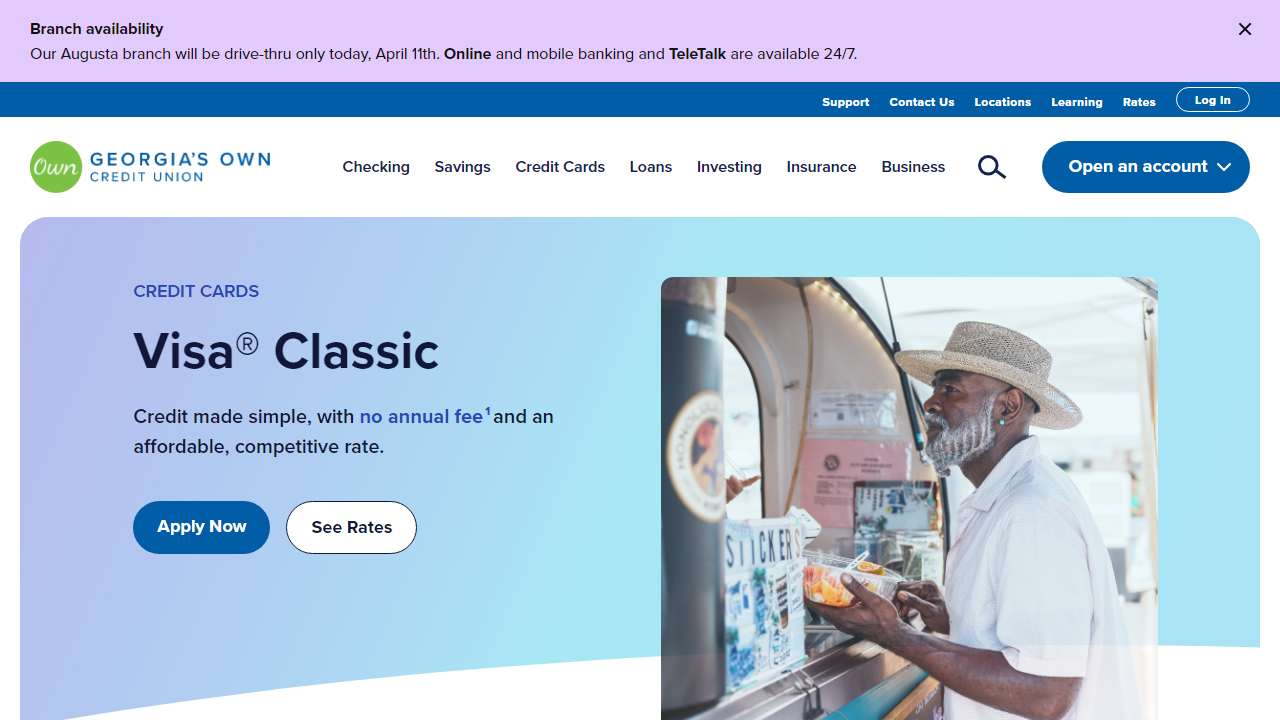 Branch availability
Our Augusta branch will be drive-thru only today, April 11th. Online and mobile banking and TeleTalk are available 24/7.
Support Contact Us Locations Learning Rates Log In
Own GEORGIA'S OWN
CREDIT UNION
Checking Savings Credit Cards Loans Investing Insurance Business Open an account
CREDIT CARDS
Visa® Classic
Credit made simple, with no annual fee¹ and an
affordable, competitive rate.
Apply Now See Rates
STICKER S